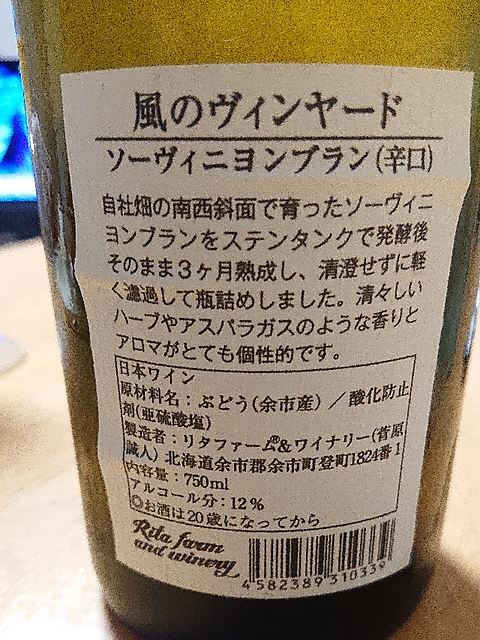 風のヴィンヤード
ソーヴィニヨンブラン(辛口)
自社畑の南西斜面で育ったソーヴィニ
ヨンブランをステンタンクで発酵後
そのまま3ヶ月熟成し、清澄せずに軽
く濾過して瓶詰めしました。清々しい
ハーブやアスパラガスのような香りと
アロマがとても個性的です。
日本ワイン
原材料名：ぶどう(余市産)／酸化防止
剤(亜硫酸塩)
製造者：リタファーム&ワイナリー(菅原
誠人) 北海道余市郡余市町登町1824番1
内容量：750ml
アルコール分：12%
◎お酒は20歳になってから
Rita farm
and winery
4 582389 310339